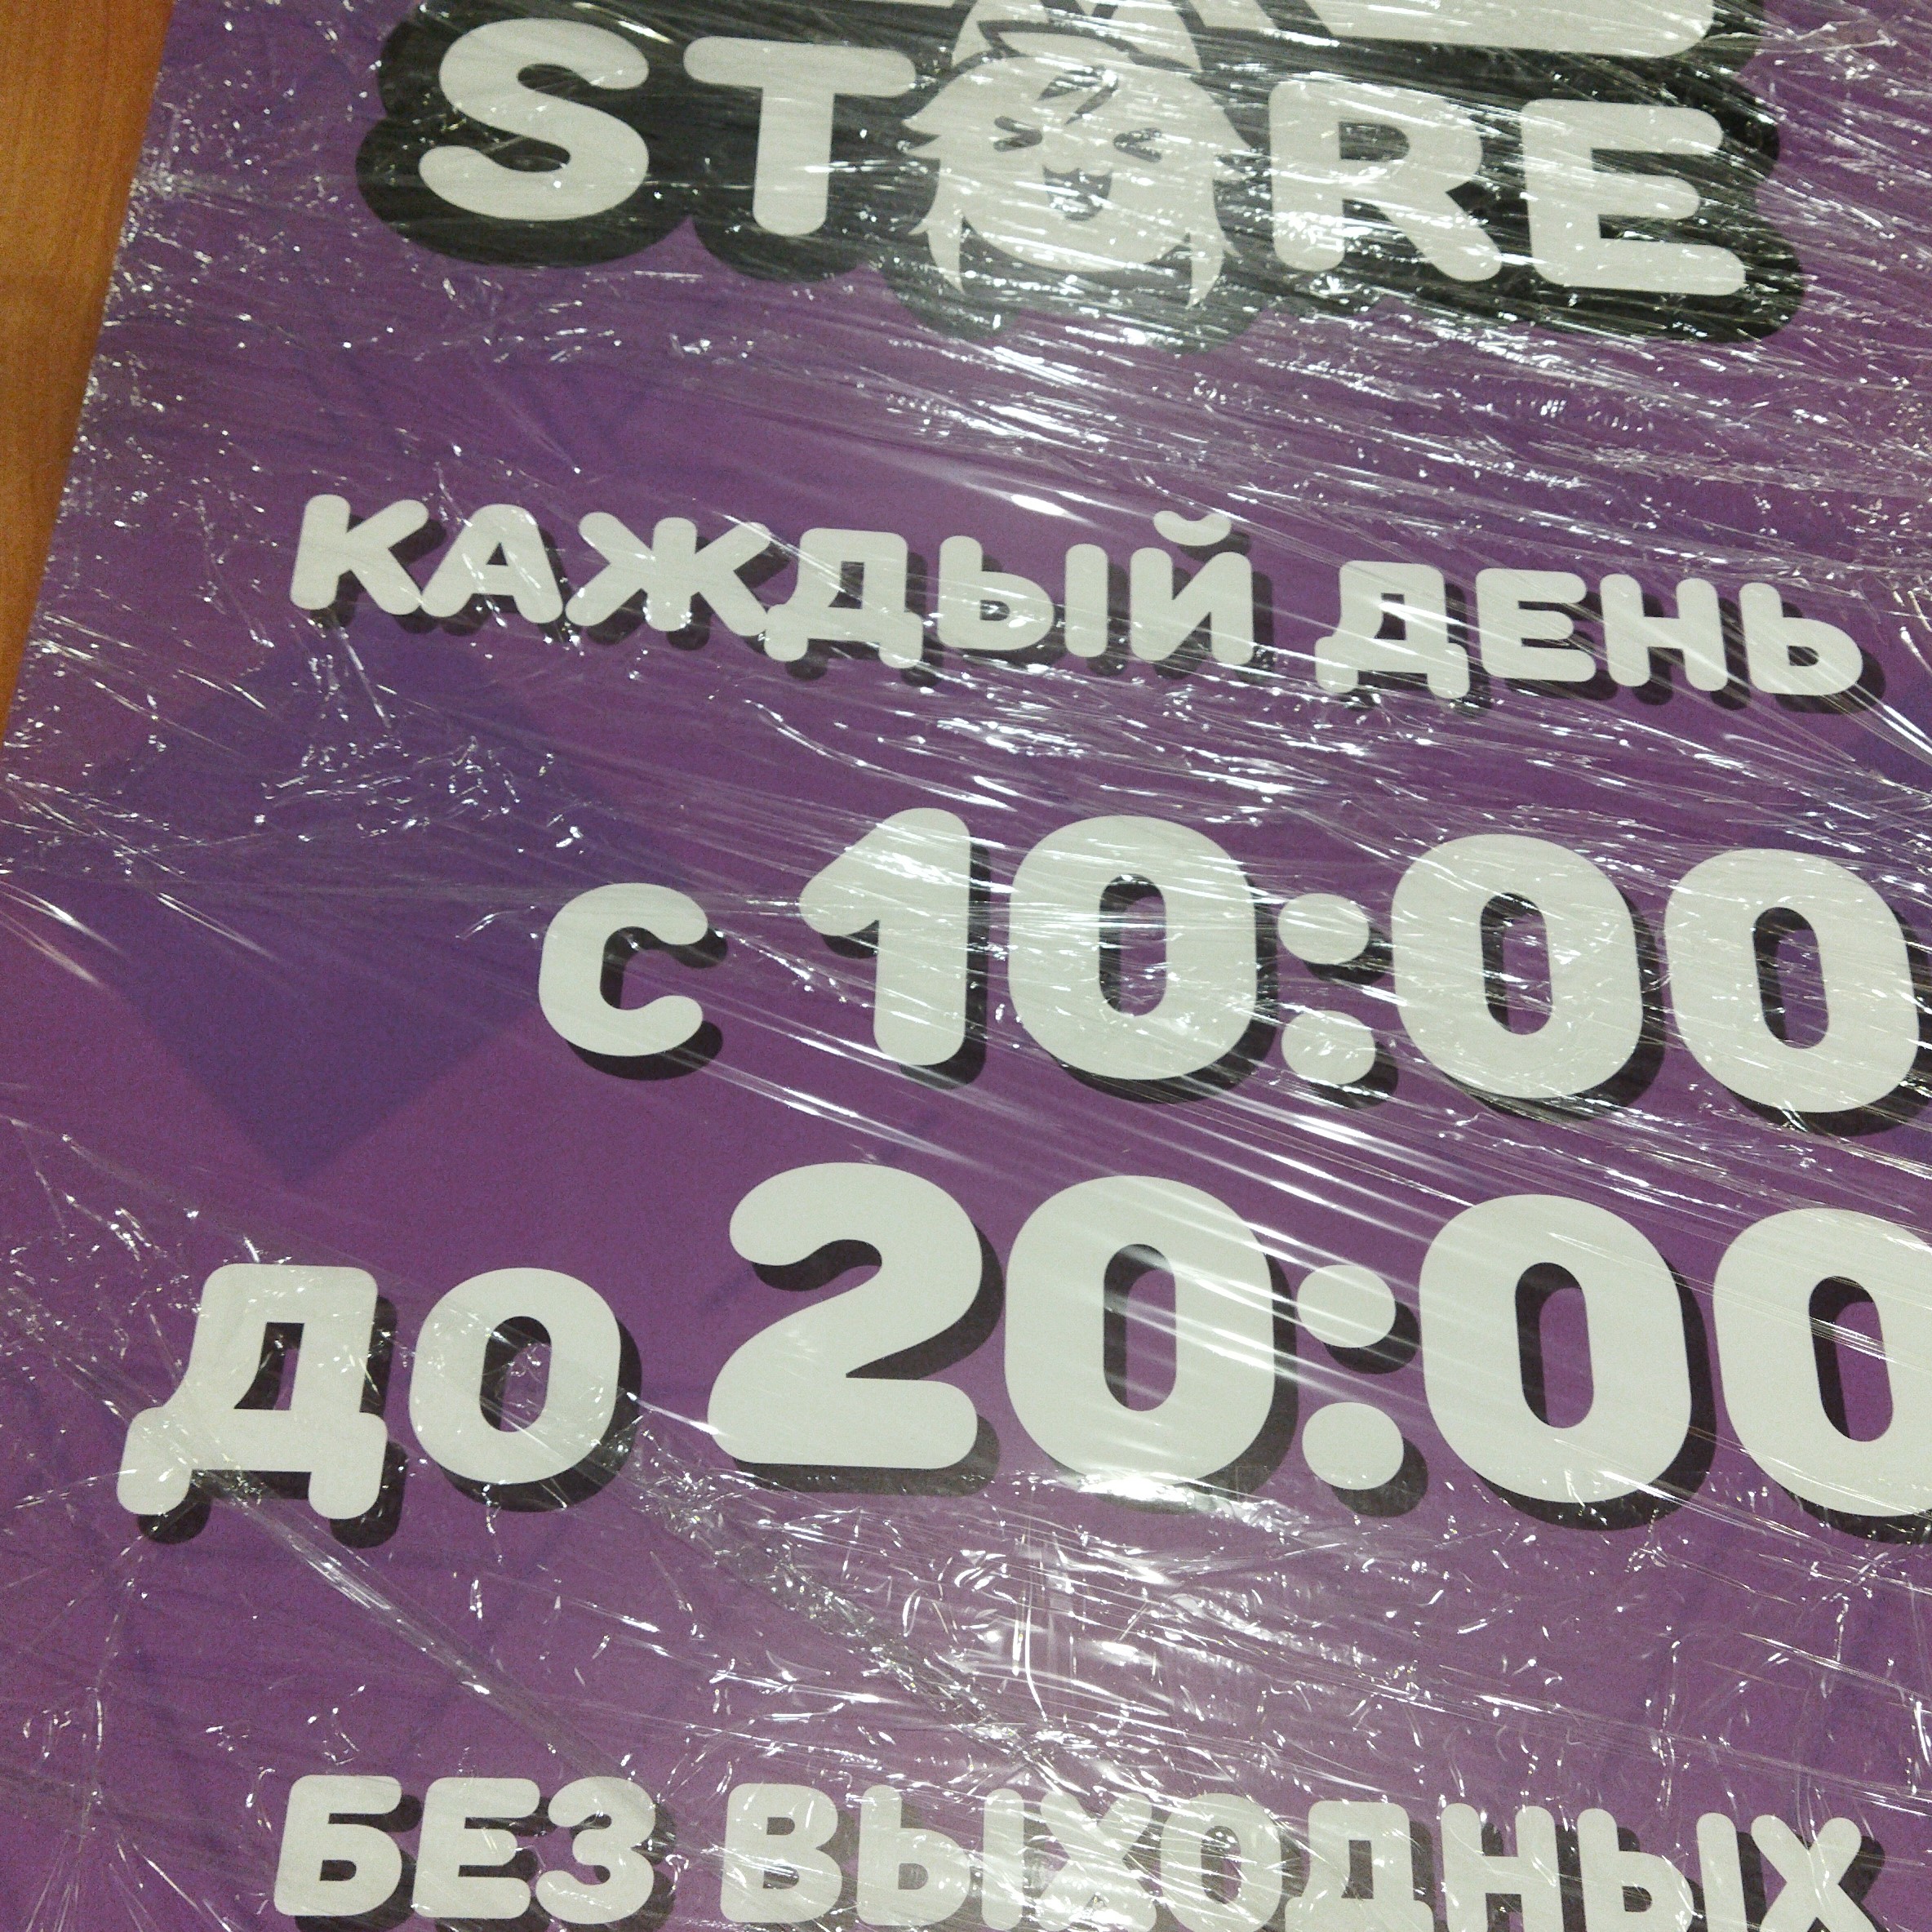 STORE
КАЖДЫЙ ДЕНЬ
с 10:00
до 20:00
БЕЗ ВЫХОДНЫХ